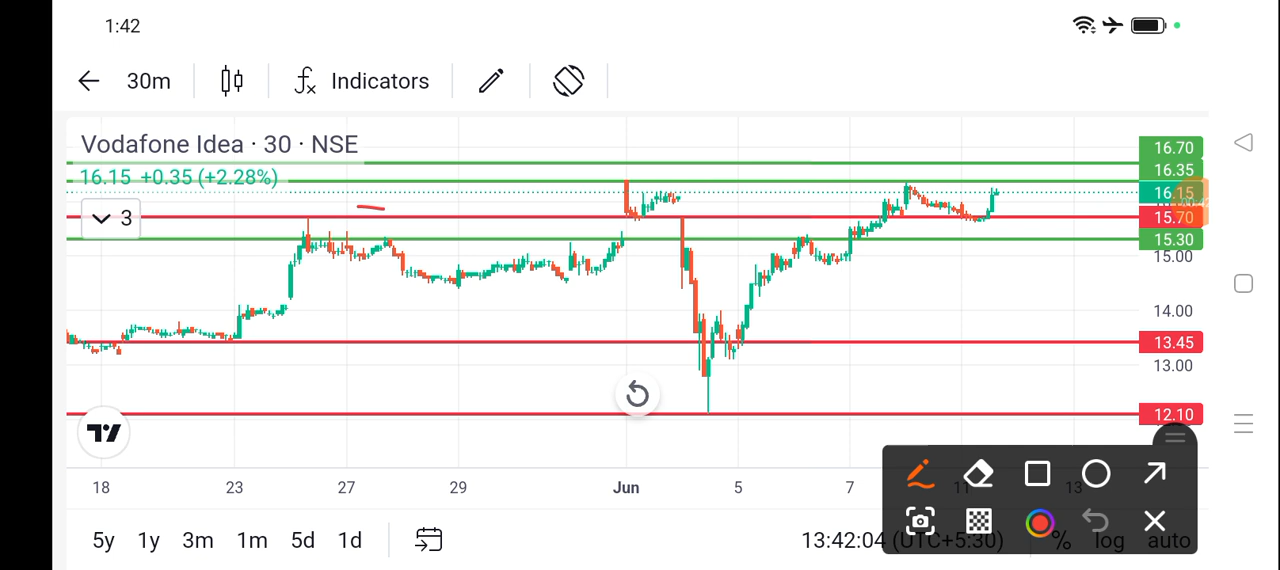 1:42
30m
fx Indicators
Vodafone Idea · 30 · NSE
16.15 +0.35 (+2.28%)
3
16.70
16.35
16.15
15.70
15.30
15.00
14.00
13.45
13.00
12.10
18 23 27 29 Jun 5 7 11 13
5y 1y 3m 1m 5d 1d
13:42:04 (UTC+5:30) % log auto